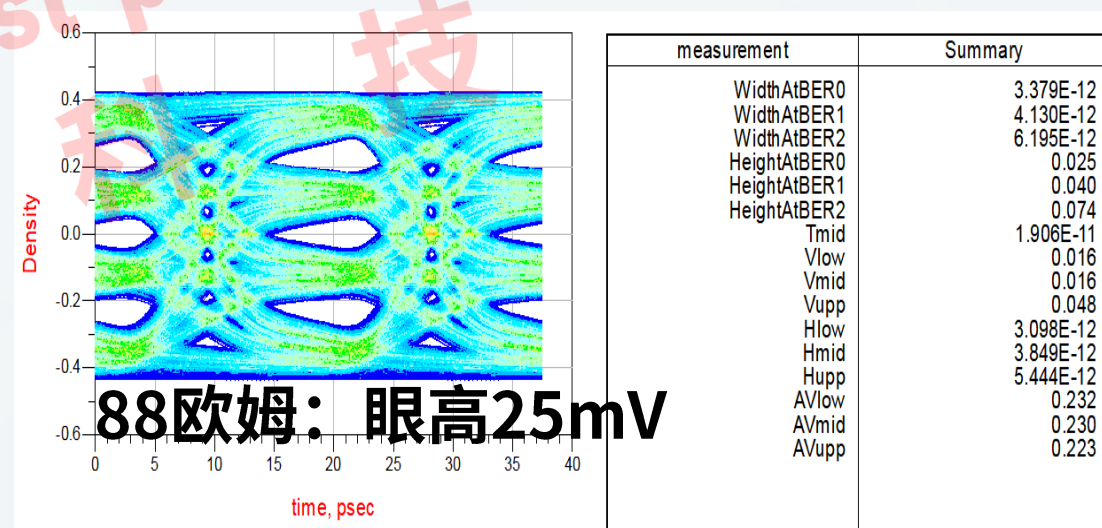 st p
科 技
0.6
0.4
0.2
0.0
-0.2
-0.4
-0.6
Density
0 5 10 15 20 25 30 35 40
time, psec
88欧姆：眼高25mV
measurement Summary
WidthAtBER0 3.379E-12
WidthAtBER1 4.130E-12
WidthAtBER2 6.195E-12
HeightAtBER0 0.025
HeightAtBER1 0.040
HeightAtBER2 0.074
Tmid 1.906E-11
Vlow 0.016
Vmid 0.016
Vupp 0.048
Hlow 3.098E-12
Hmid 3.849E-12
Hupp 5.444E-12
AVlow 0.232
AVmid 0.230
AVupp 0.223